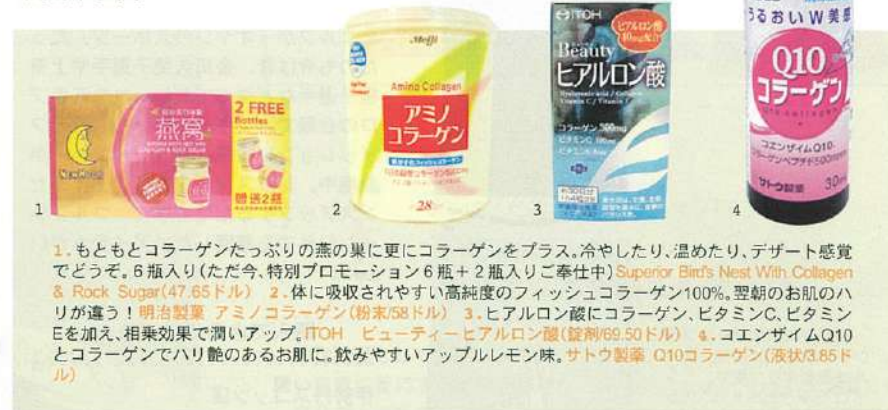 燕窩
2 FREE
Bottles
NEWMOON
贈送2瓶
1
Meiji
Amino Collagen
アミノ
コラーゲン
28
2
ITOH
ヒアルロン酸
Beauty
ヒアルロン酸
コラーゲン 300mg
3
うるおいW美感
Q10
コラーゲン
コエンザイムQ10、
コラーゲンペプチド500mg
サトウ製薬
4
1.もともとコラーゲンたっぷりの燕の巣に更にコラーゲンをプラス。冷やしたり、温めたり、デザート感覚
でどうぞ。6瓶入り(ただ今、特別プロモーション6瓶+2瓶入りご奉仕中)Superior Bird's Nest With Collagen
& Rock Sugar(47.65ドル) 2.体に吸収されやすい高純度のフィッシュコラーゲン100%。翌朝のお肌のハ
リが違う!明治製菓 アミノコラーゲン(粉末/58ドル) 3.ヒアルロン酸にコラーゲン、ビタミンC、ビタミン
Eを加え、相乗効果で潤いアップ。ITOH ビューティーヒアルロン酸(錠剤/69.50ドル) 4.コエンザイムQ10
とコラーゲンでハリ艶のあるお肌に。飲みやすいアップルレモン味。サトウ製薬 Q10コラーゲン(液状/3.85ド
ル)